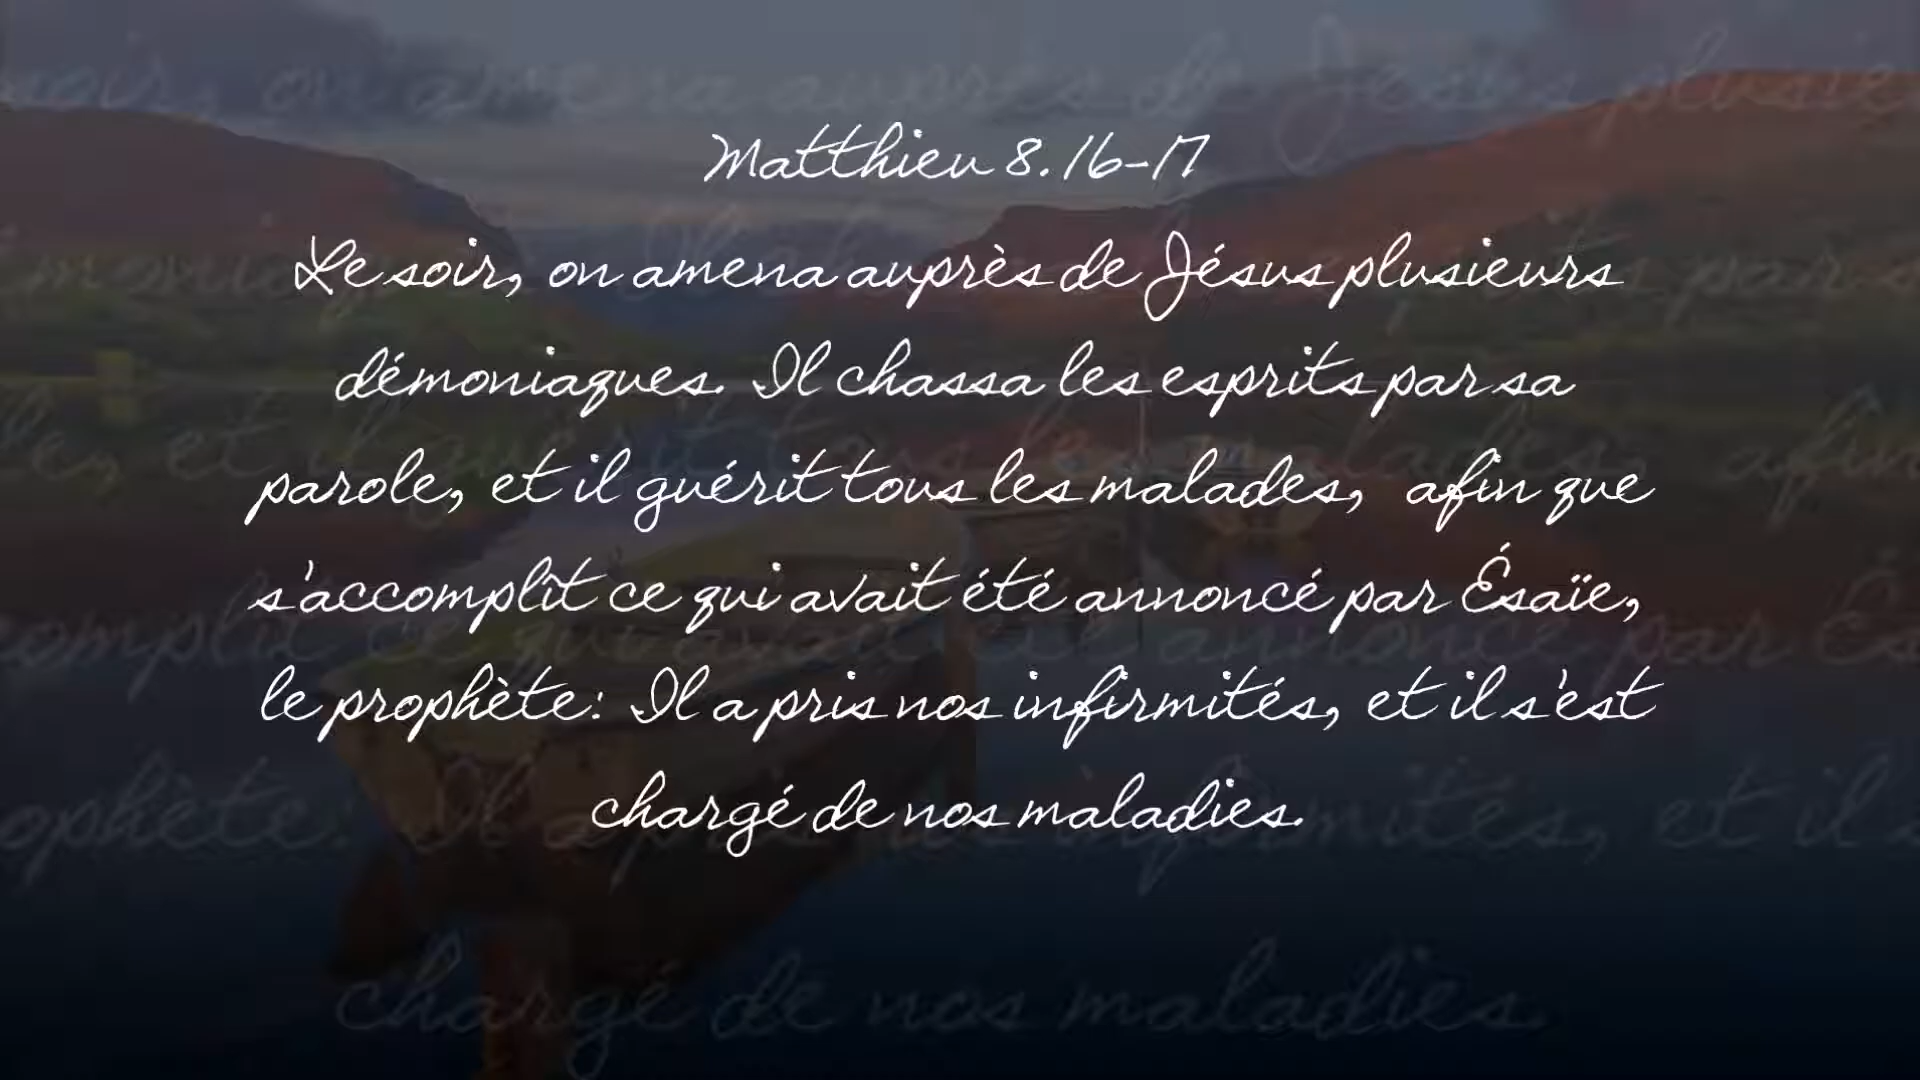 Matthieu 8.16-17
Le soir, on amena auprès de Jésus plusieurs
démoniaques. Il chassa les esprits par sa
parole, et il guérit tous les malades, afin que
s'accomplît ce qui avait été annoncé par Ésaïe,
le prophète: Il a pris nos infirmités, et il s'est
chargé de nos maladies.